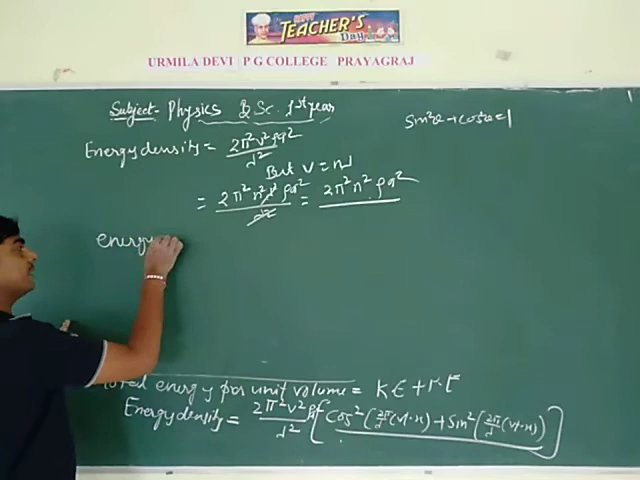 HAPPY
TEACHER'S
Day
URMILA DEVI P G COLLEGE PRAYAGRAJ
Subject- Physics B.Sc. 1st year
sin²θ+cos²θ=1
Energy density = 2π²v²ρa²/λ²
But v = nλ
= 2π²n²λ²ρa²/λ² = 2π²n²ρa²
energy
Total energy per unit volume = K.E + P.E
Energy density = 2π²v²ρa²/λ² [cos²(2π/λ(vt-x)+Sin²(2π/λ(vt-x))]